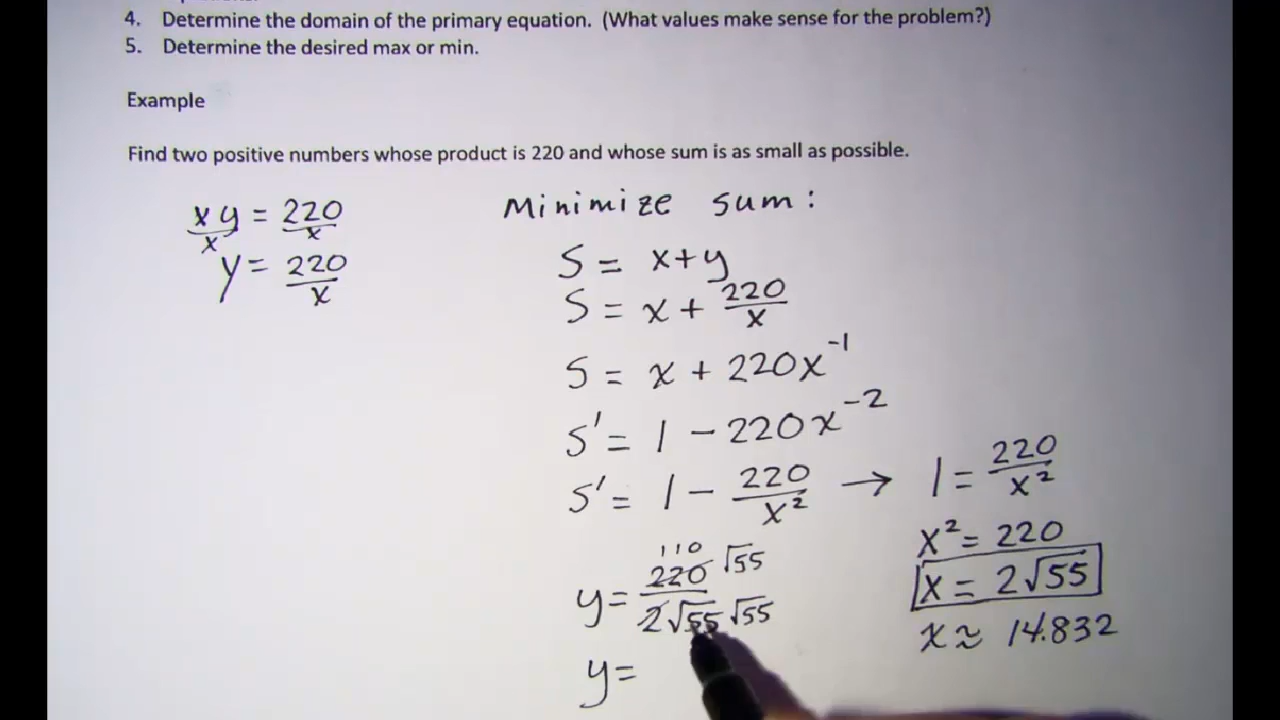 4. Determine the domain of the primary equation. (What values make sense for the problem?)
5. Determine the desired max or min.
Example
Find two positive numbers whose product is 220 and whose sum is as small as possible.
xy/x = 220/x
y = 220/x
Minimize sum:
S = x+y
S = x + 220/x
S = x + 220x⁻¹
S' = 1 - 220x⁻²
S' = 1 - 220/x² → 1 = 220/x²
x² = 220
x = 2√55
x ≈ 14.832
110
y = 220 √55 / 2√55 √55
y =